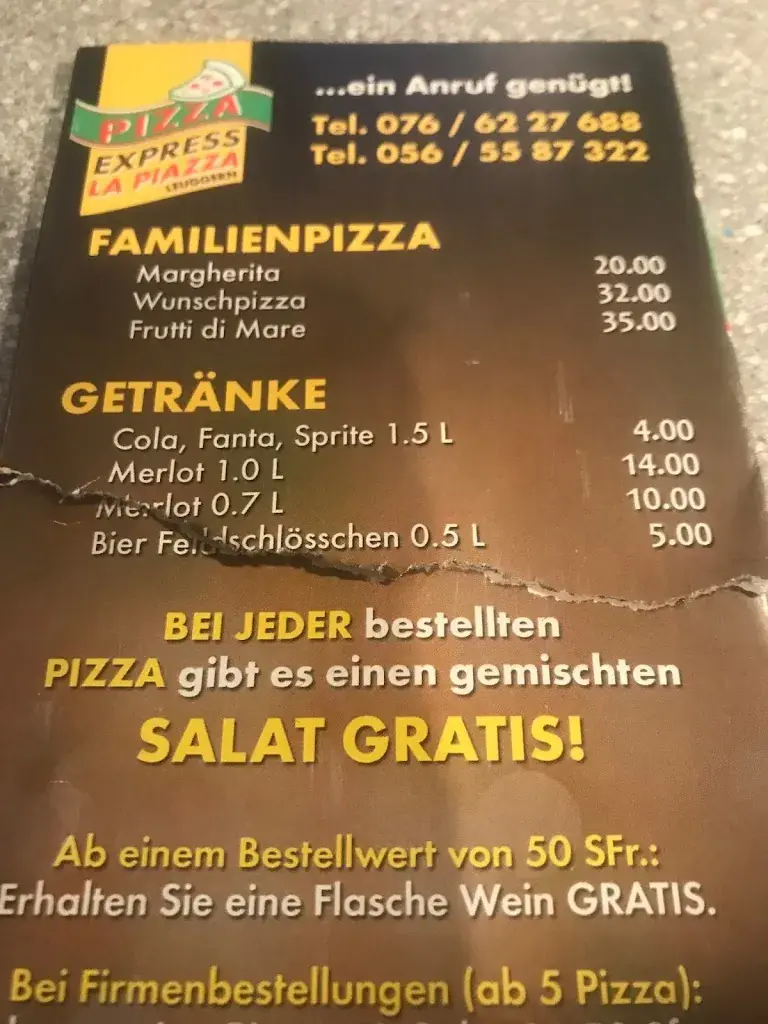 PIZZA
EXPRESS
LA PIAZZA
LEUGGERN
...ein Anruf genügt!
Tel. 076 / 62 27 688
Tel. 056 / 55 87 322
FAMILIENPIZZA
Margherita 20.00
Wunschpizza 32.00
Frutti di Mare 35.00
GETRÄNKE
Cola, Fanta, Sprite 1.5 L 4.00
Merlot 1.0 L 14.00
Merlot 0.7 L 10.00
Bier Feldschlösschen 0.5 L 5.00
BEI JEDER bestellten
PIZZA gibt es einen gemischten
SALAT GRATIS!
Ab einem Bestellwert von 50 SFr.:
Erhalten Sie eine Flasche Wein GRATIS.
Bei Firmenbestellungen (ab 5 Pizza):